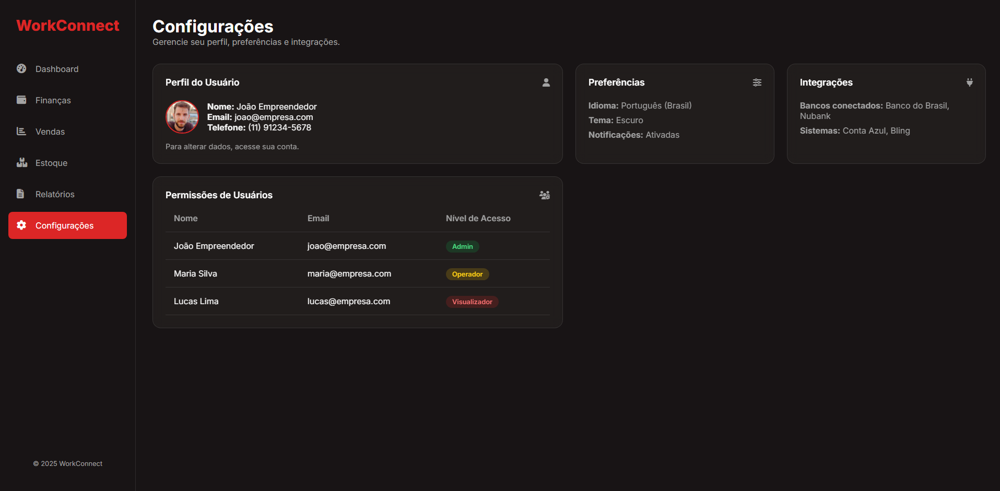 WorkConnect
Dashboard
Finanças
Vendas
Estoque
Relatórios
Configurações
© 2025 WorkConnect
Configurações
Gerencie seu perfil, preferências e integrações.
Perfil do Usuário
Nome: João Empreendedor
Email: joao@empresa.com
Telefone: (11) 91234-5678
Para alterar dados, acesse sua conta.
Preferências
Idioma: Português (Brasil)
Tema: Escuro
Notificações: Ativadas
Integrações
Bancos conectados: Banco do Brasil,
Nubank
Sistemas: Conta Azul, Bling
Permissões de Usuários
Nome Email Nível de Acesso
João Empreendedor joao@empresa.com Admin
Maria Silva maria@empresa.com Operador
Lucas Lima lucas@empresa.com Visualizador